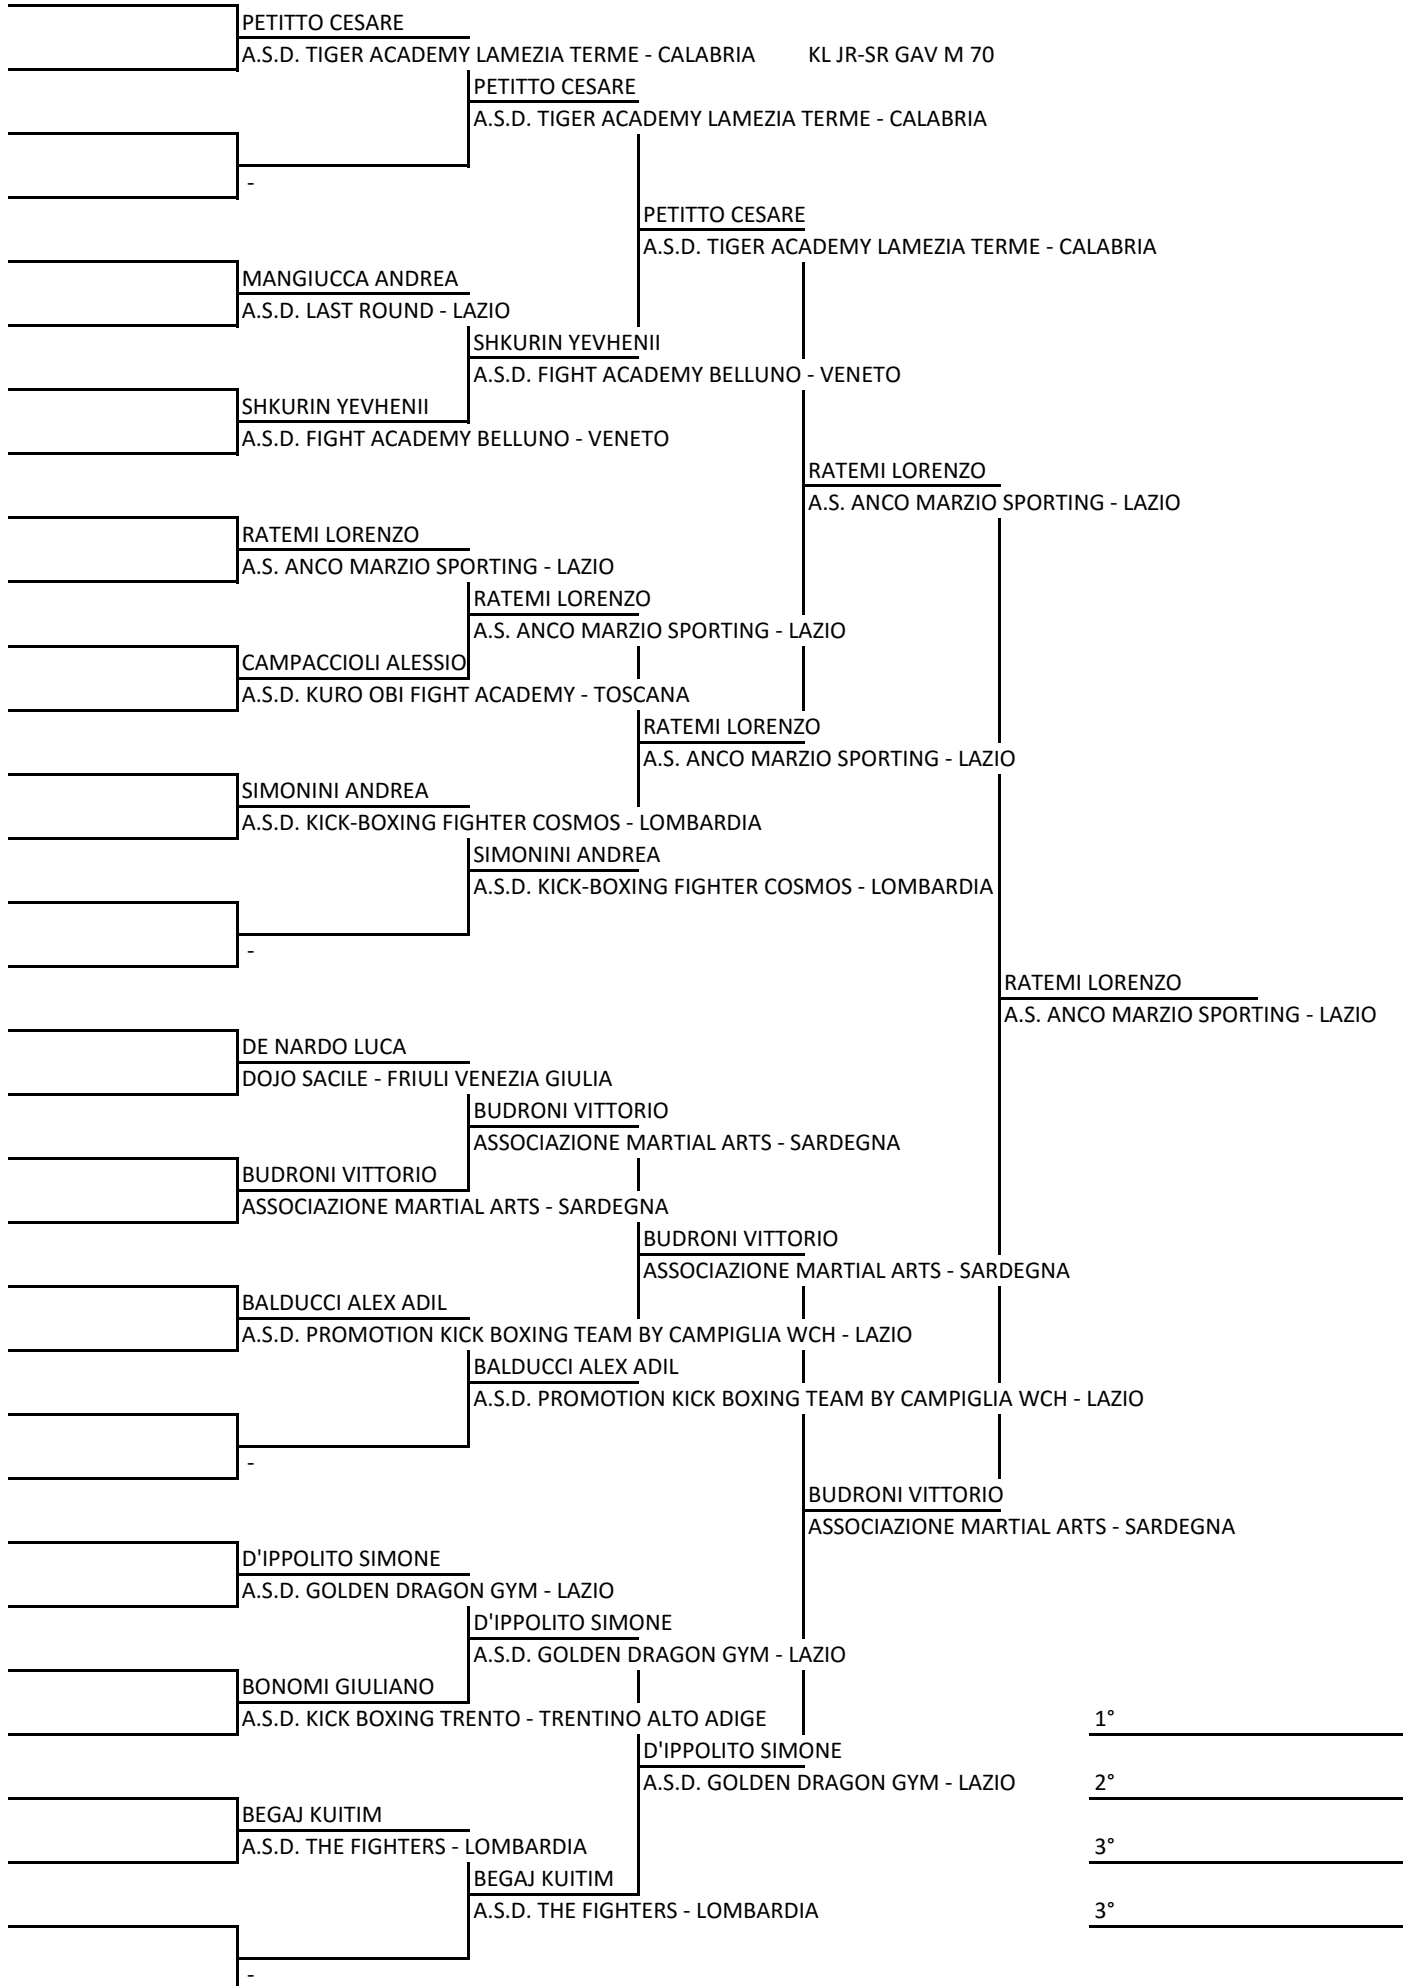 PETITTO CESARE
A.S.D. TIGER ACADEMY LAMEZIA TERME - CALABRIA KL JR-SR GAV M 70
PETITTO CESARE
A.S.D. TIGER ACADEMY LAMEZIA TERME - CALABRIA
-
PETITTO CESARE
A.S.D. TIGER ACADEMY LAMEZIA TERME - CALABRIA
MANGIUCCA ANDREA
A.S.D. LAST ROUND - LAZIO
SHKURIN YEVHENII
A.S.D. FIGHT ACADEMY BELLUNO - VENETO
SHKURIN YEVHENII
A.S.D. FIGHT ACADEMY BELLUNO - VENETO
RATEMI LORENZO
A.S. ANCO MARZIO SPORTING - LAZIO
RATEMI LORENZO
A.S. ANCO MARZIO SPORTING - LAZIO
RATEMI LORENZO
A.S. ANCO MARZIO SPORTING - LAZIO
CAMPACCIOLI ALESSIO
A.S.D. KURO OBI FIGHT ACADEMY - TOSCANA
RATEMI LORENZO
A.S. ANCO MARZIO SPORTING - LAZIO
SIMONINI ANDREA
A.S.D. KICK-BOXING FIGHTER COSMOS - LOMBARDIA
SIMONINI ANDREA
A.S.D. KICK-BOXING FIGHTER COSMOS - LOMBARDIA
-
RATEMI LORENZO
A.S. ANCO MARZIO SPORTING - LAZIO
DE NARDO LUCA
DOJO SACILE - FRIULI VENEZIA GIULIA
BUDRONI VITTORIO
ASSOCIAZIONE MARTIAL ARTS - SARDEGNA
BUDRONI VITTORIO
ASSOCIAZIONE MARTIAL ARTS - SARDEGNA
BUDRONI VITTORIO
ASSOCIAZIONE MARTIAL ARTS - SARDEGNA
BALDUCCI ALEX ADIL
A.S.D. PROMOTION KICK BOXING TEAM BY CAMPIGLIA WCH - LAZIO
BALDUCCI ALEX ADIL
A.S.D. PROMOTION KICK BOXING TEAM BY CAMPIGLIA WCH - LAZIO
-
BUDRONI VITTORIO
ASSOCIAZIONE MARTIAL ARTS - SARDEGNA
D'IPPOLITO SIMONE
A.S.D. GOLDEN DRAGON GYM - LAZIO
D'IPPOLITO SIMONE
A.S.D. GOLDEN DRAGON GYM - LAZIO
BONOMI GIULIANO
A.S.D. KICK BOXING TRENTO - TRENTINO ALTO ADIGE 1°
D'IPPOLITO SIMONE
A.S.D. GOLDEN DRAGON GYM - LAZIO 2°
BEGAJ KUITIM
A.S.D. THE FIGHTERS - LOMBARDIA 3°
BEGAJ KUITIM
A.S.D. THE FIGHTERS - LOMBARDIA 3°
-